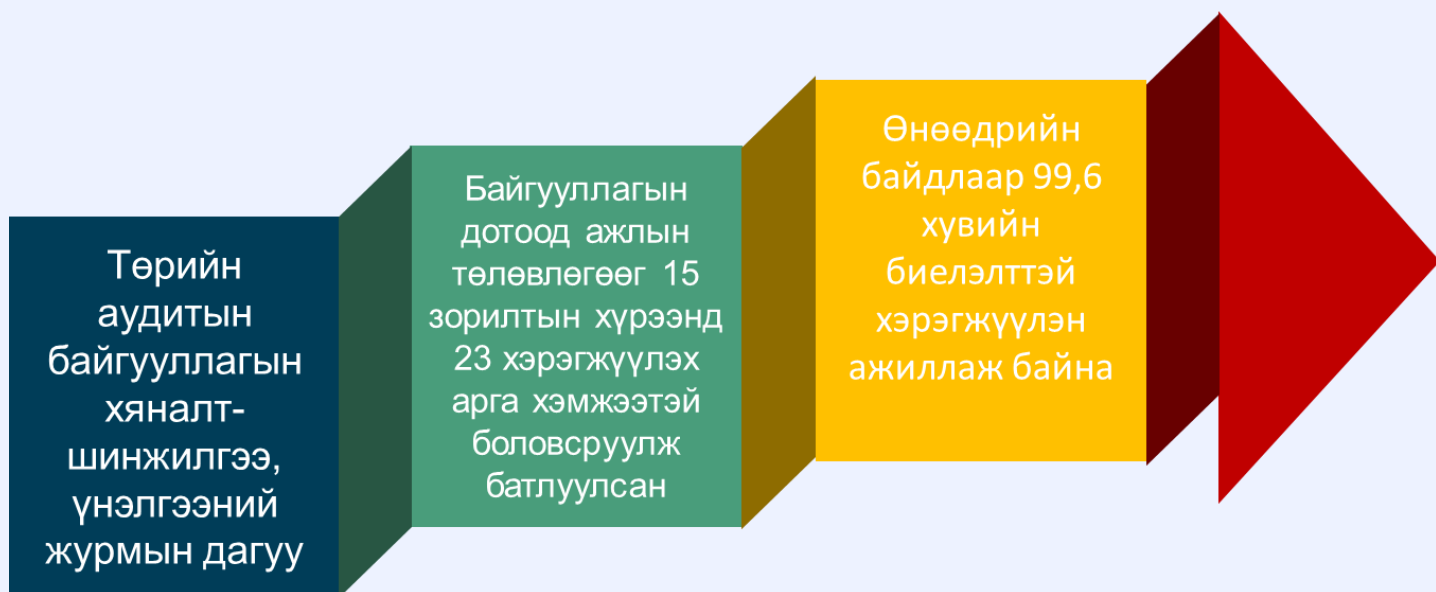 Төрийн
аудитын
байгууллагын
хяналт-
шинжилгээ,
үнэлгээний
журмын дагуу
Байгууллагын
дотоод ажлын
төлөвлөгөөг 15
зорилтын хүрээнд
23 хэрэгжүүлэх
арга хэмжээтэй
боловсруулж
батлуулсан
Өнөөдрийн
байдлаар 99,6
хувийн
биелэлттэй
хэрэгжүүлэн
ажиллаж байна